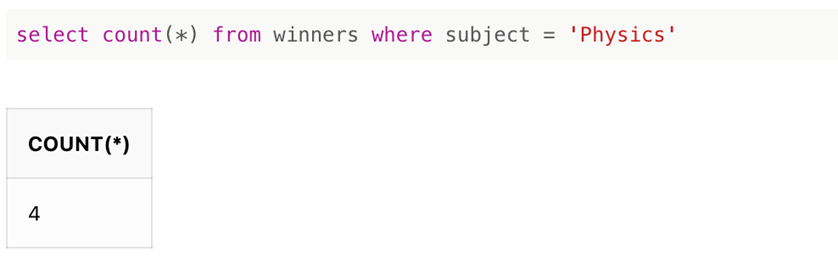 select count(*) from winners where subject = 'Physics'
COUNT(*)
4